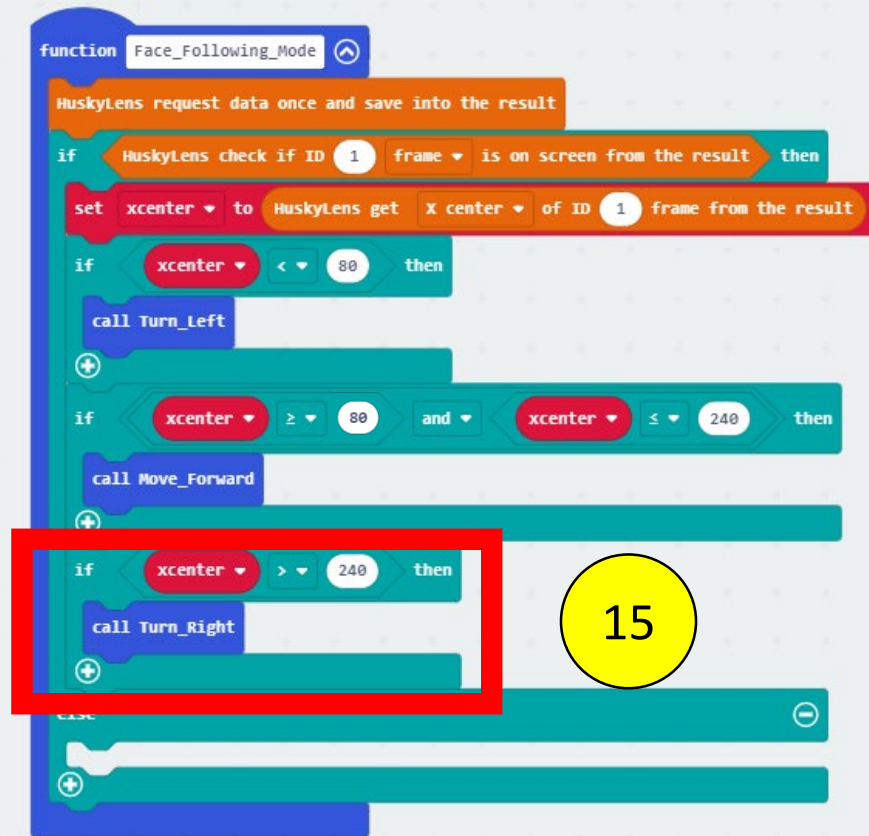 function Face_Following_Mode
HuskyLens request data once and save into the result
if HuskyLens check if ID 1 frame is on screen from the result then
set xcenter to HuskyLens get X center of ID 1 frame from the result
if xcenter < 80 then
call Turn_Left
if xcenter ≥ 80 and xcenter ≤ 240 then
call Move_Forward
if xcenter > 240 then
call Turn_Right
15
else